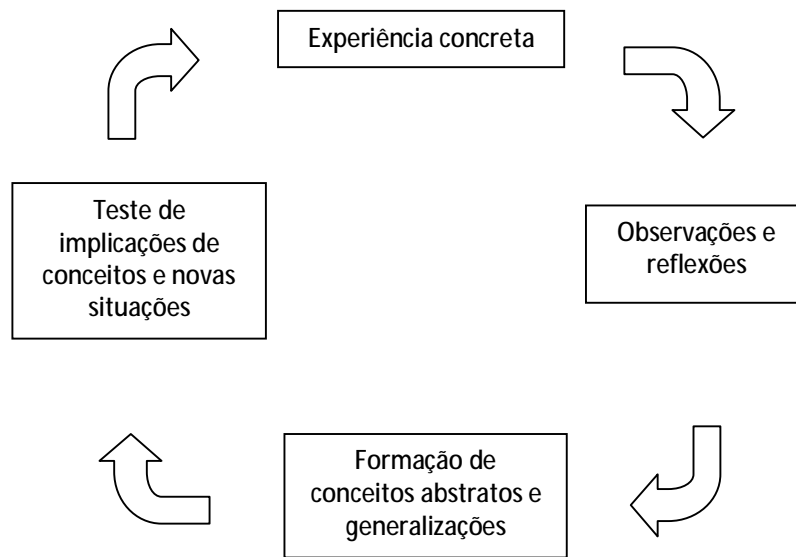 Experiência concreta
Observações e
reflexões
Formação de
conceitos abstratos e
generalizações
Teste de
implicações de
conceitos e novas
situações